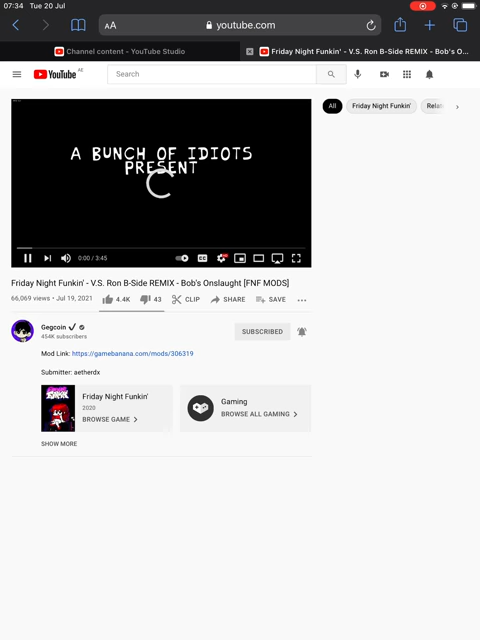 07:34 Tue 20 Jul
AA youtube.com
Channel content - YouTube Studio
Friday Night Funkin' - V.S. Ron B-Side REMIX - Bob's O...
YouTube AE
Search
A BUNCH OF IDIOTS
PRESENT
0:00 / 3:45
All
Friday Night Funkin'
Relat
Friday Night Funkin' - V.S. Ron B-Side REMIX - Bob's Onslaught [FNF MODS]
66,069 views • Jul 19, 2021
4.4K
43
CLIP
SHARE
SAVE
Gegcoin
454K subscribers
SUBSCRIBED
Mod Link: https://gamebanana.com/mods/306319
Submitter: aetherdx
Friday Night Funkin'
2020
BROWSE GAME
Gaming
BROWSE ALL GAMING
SHOW MORE